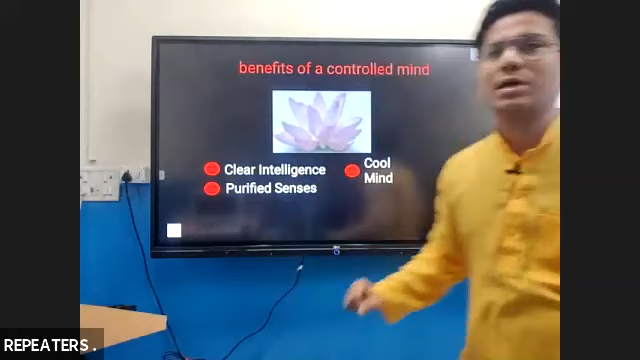 benefits of a controlled mind
Clear Intelligence
Cool
Mind
Purified Senses
REPEATERS.